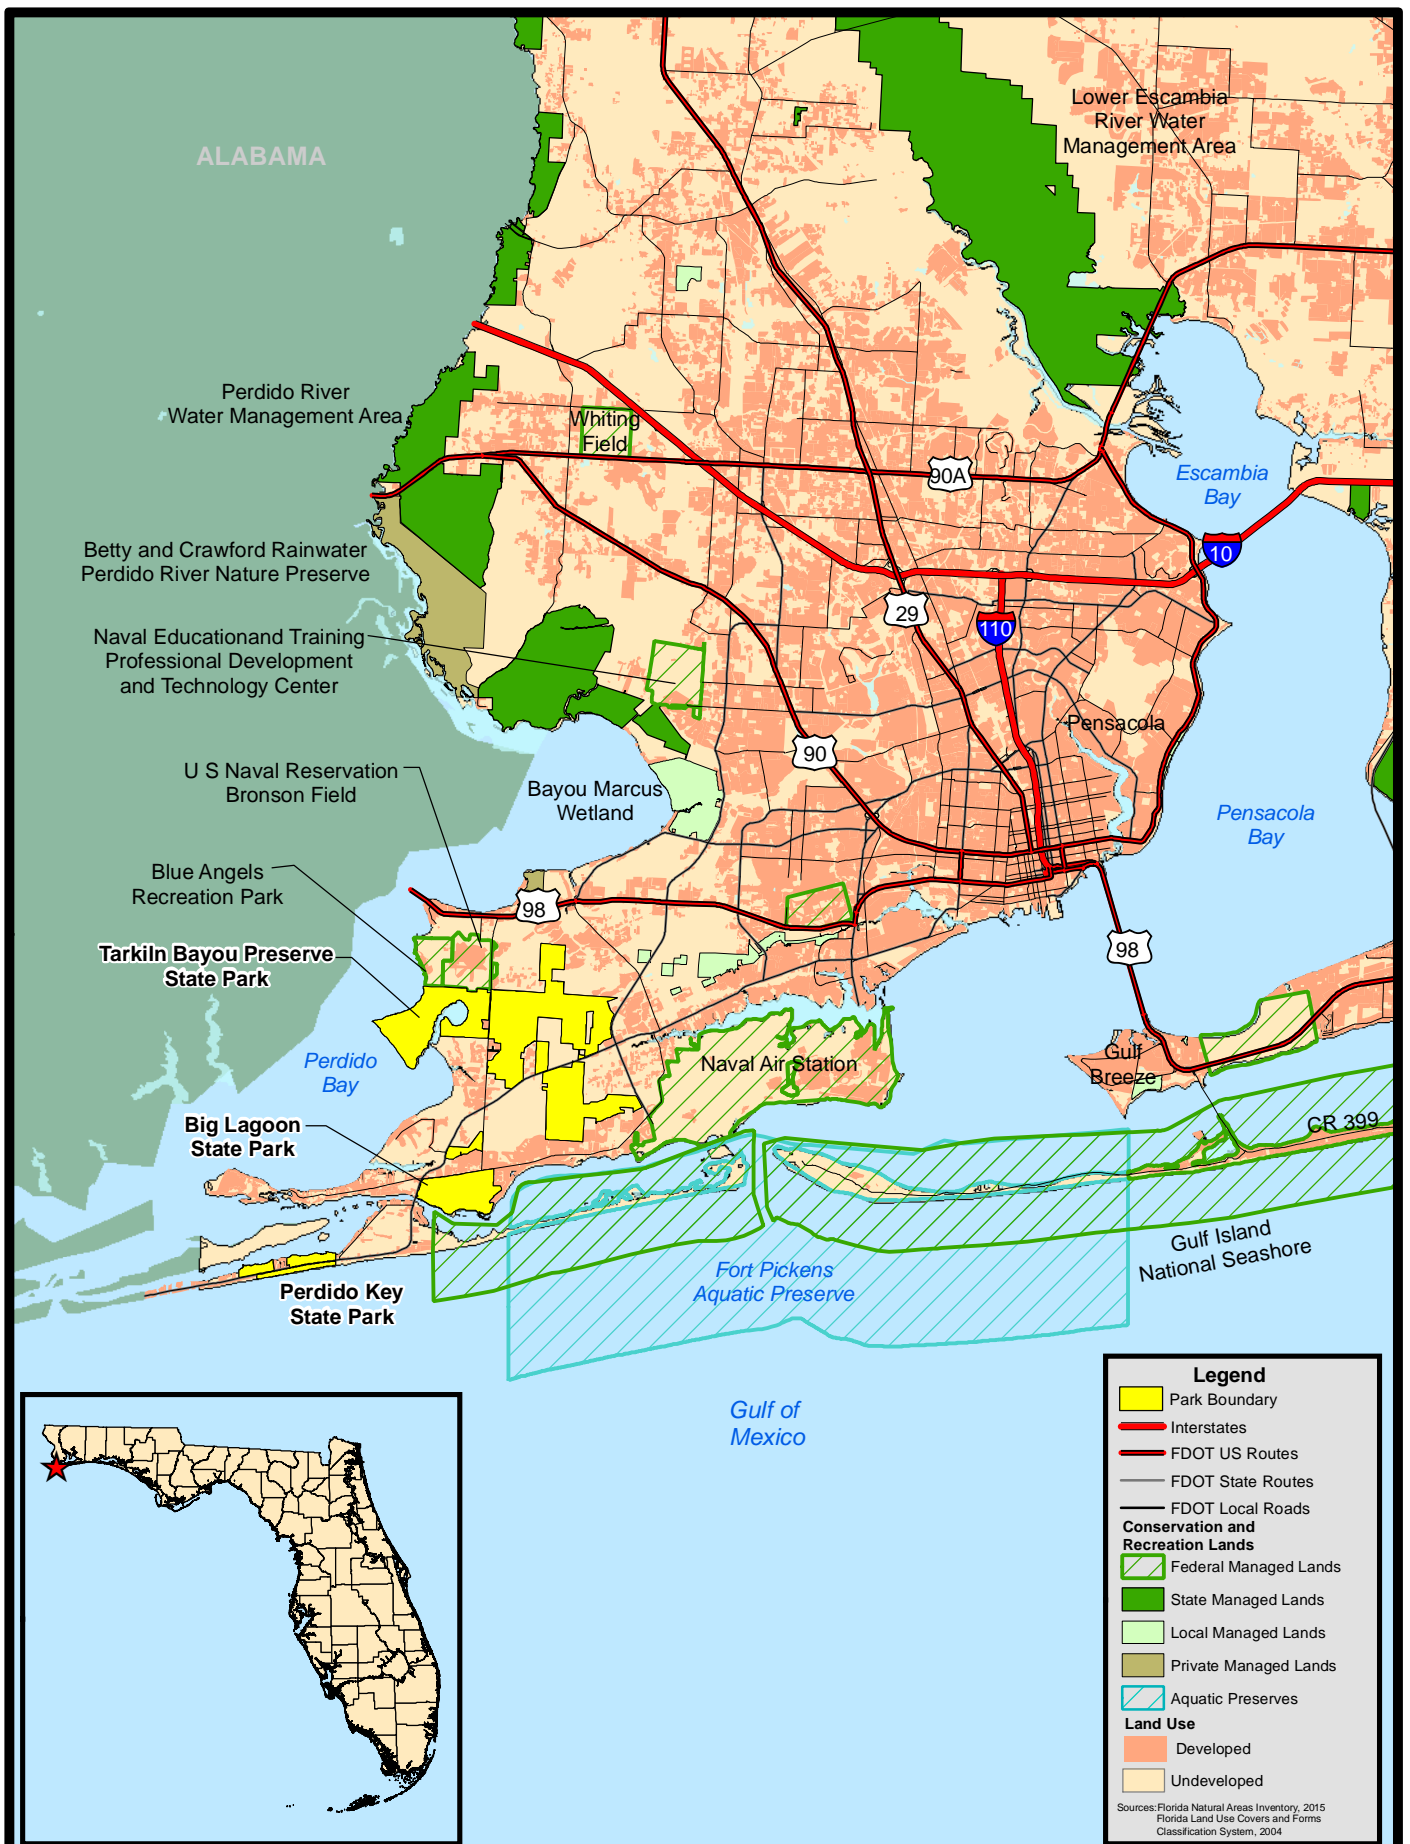 Lower Escambia
River Water
Management Area
ALABAMA
Perdido River
Water Management Area
Whiting
Field
90A
Escambia
Bay
10
Betty and Crawford Rainwater
Perdido River Nature Preserve
29
110
Naval Educationand Training
Professional Development
and Technology Center
Pensacola
90
U S Naval Reservation
Bronson Field
Bayou Marcus
Wetland
Pensacola
Bay
Blue Angels
Recreation Park
98
98
Tarkiln Bayou Preserve
State Park
Perdido
Bay
Naval Air Station
Gulf
Breeze
Big Lagoon
State Park
CR 399
Gulf Island
National Seashore
Fort Pickens
Aquatic Preserve
Perdido Key
State Park
Gulf of
Mexico
Legend
Park Boundary
Interstates
FDOT US Routes
FDOT State Routes
FDOT Local Roads
Conservation and
Recreation Lands
Federal Managed Lands
State Managed Lands
Local Managed Lands
Private Managed Lands
Aquatic Preserves
Land Use
Developed
Undeveloped
Sources:Florida Natural Areas Inventory, 2015
Florida Land Use Covers and Forms
Classification System, 2004